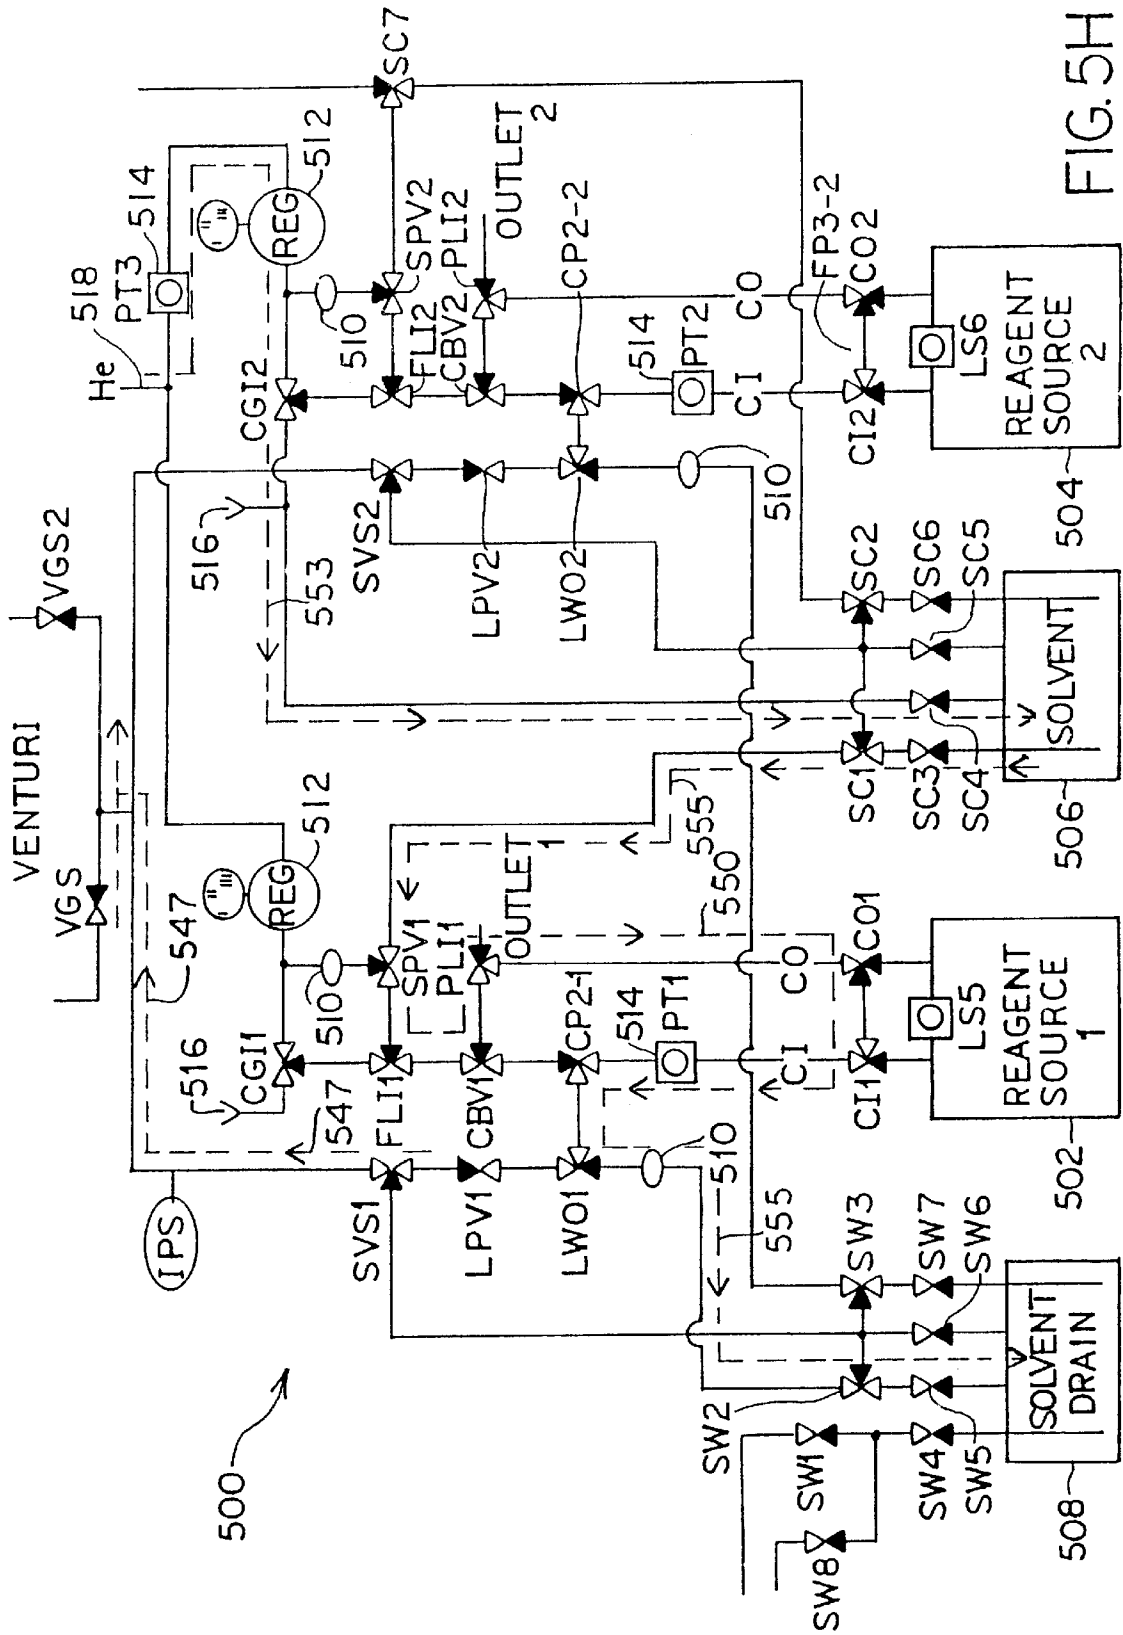 VENTURI
VGS
VGS2
547
He
518
PT3
514
512
REG
SC7
516
553
CGI2
510
SPV2
FLI2
CBV2
PLI2
OUTLET
2
SVS2
LPV2
LWO2
CP2-2
514
PT2
CI
CO
FP3-2
510
IPS
547
516
CGI1
REG
512
510
SVS1
FLI1
SPV1
PLI1
OUTLET
1
LPV1
CBV1
LWO1
CP2-1
514
PT1
510
550
555
555
CI
CO
500
SW1
SW2
SW3
SW4
SW5
SW6
SW7
SW8
CI1
CO1
LS5
SC1
SC2
SC3
SC4
SC5
SC6
CI2
CO2
LS6
SOLVENT
DRAIN
508
REAGENT
SOURCE
1
502
SOLVENT
506
REAGENT
SOURCE
2
504
FIG. 5H